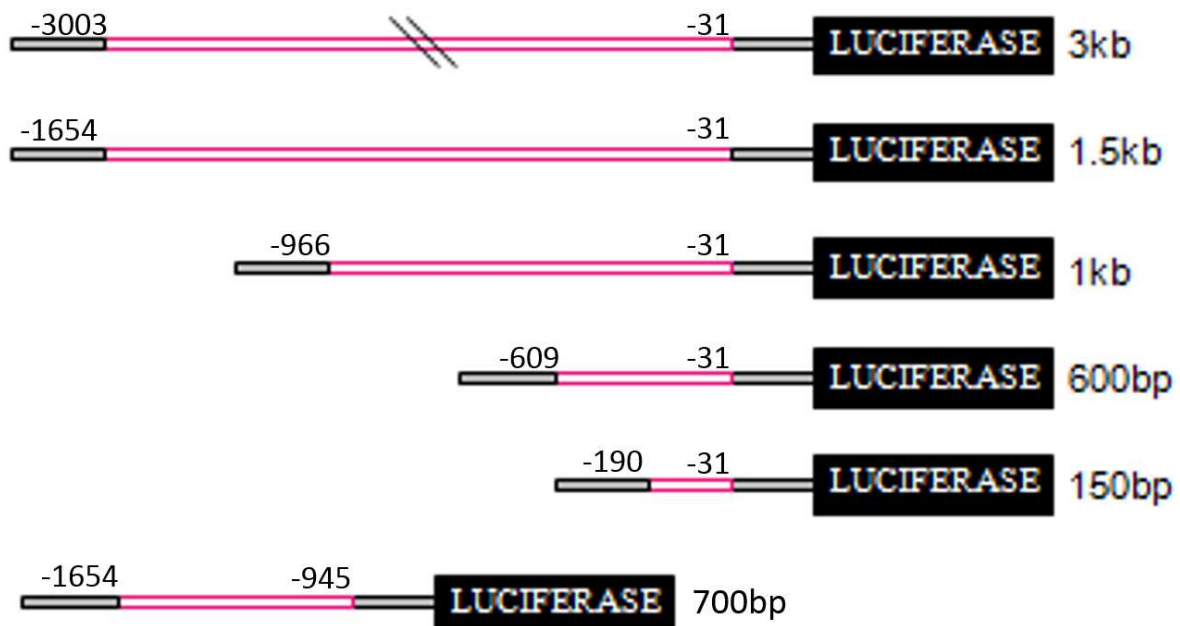 -3003 -31 LUCIFERASE 3kb
-1654 -31 LUCIFERASE 1.5kb
-966 -31 LUCIFERASE 1kb
-609 -31 LUCIFERASE 600bp
-190 -31 LUCIFERASE 150bp
-1654 -945 LUCIFERASE 700bp